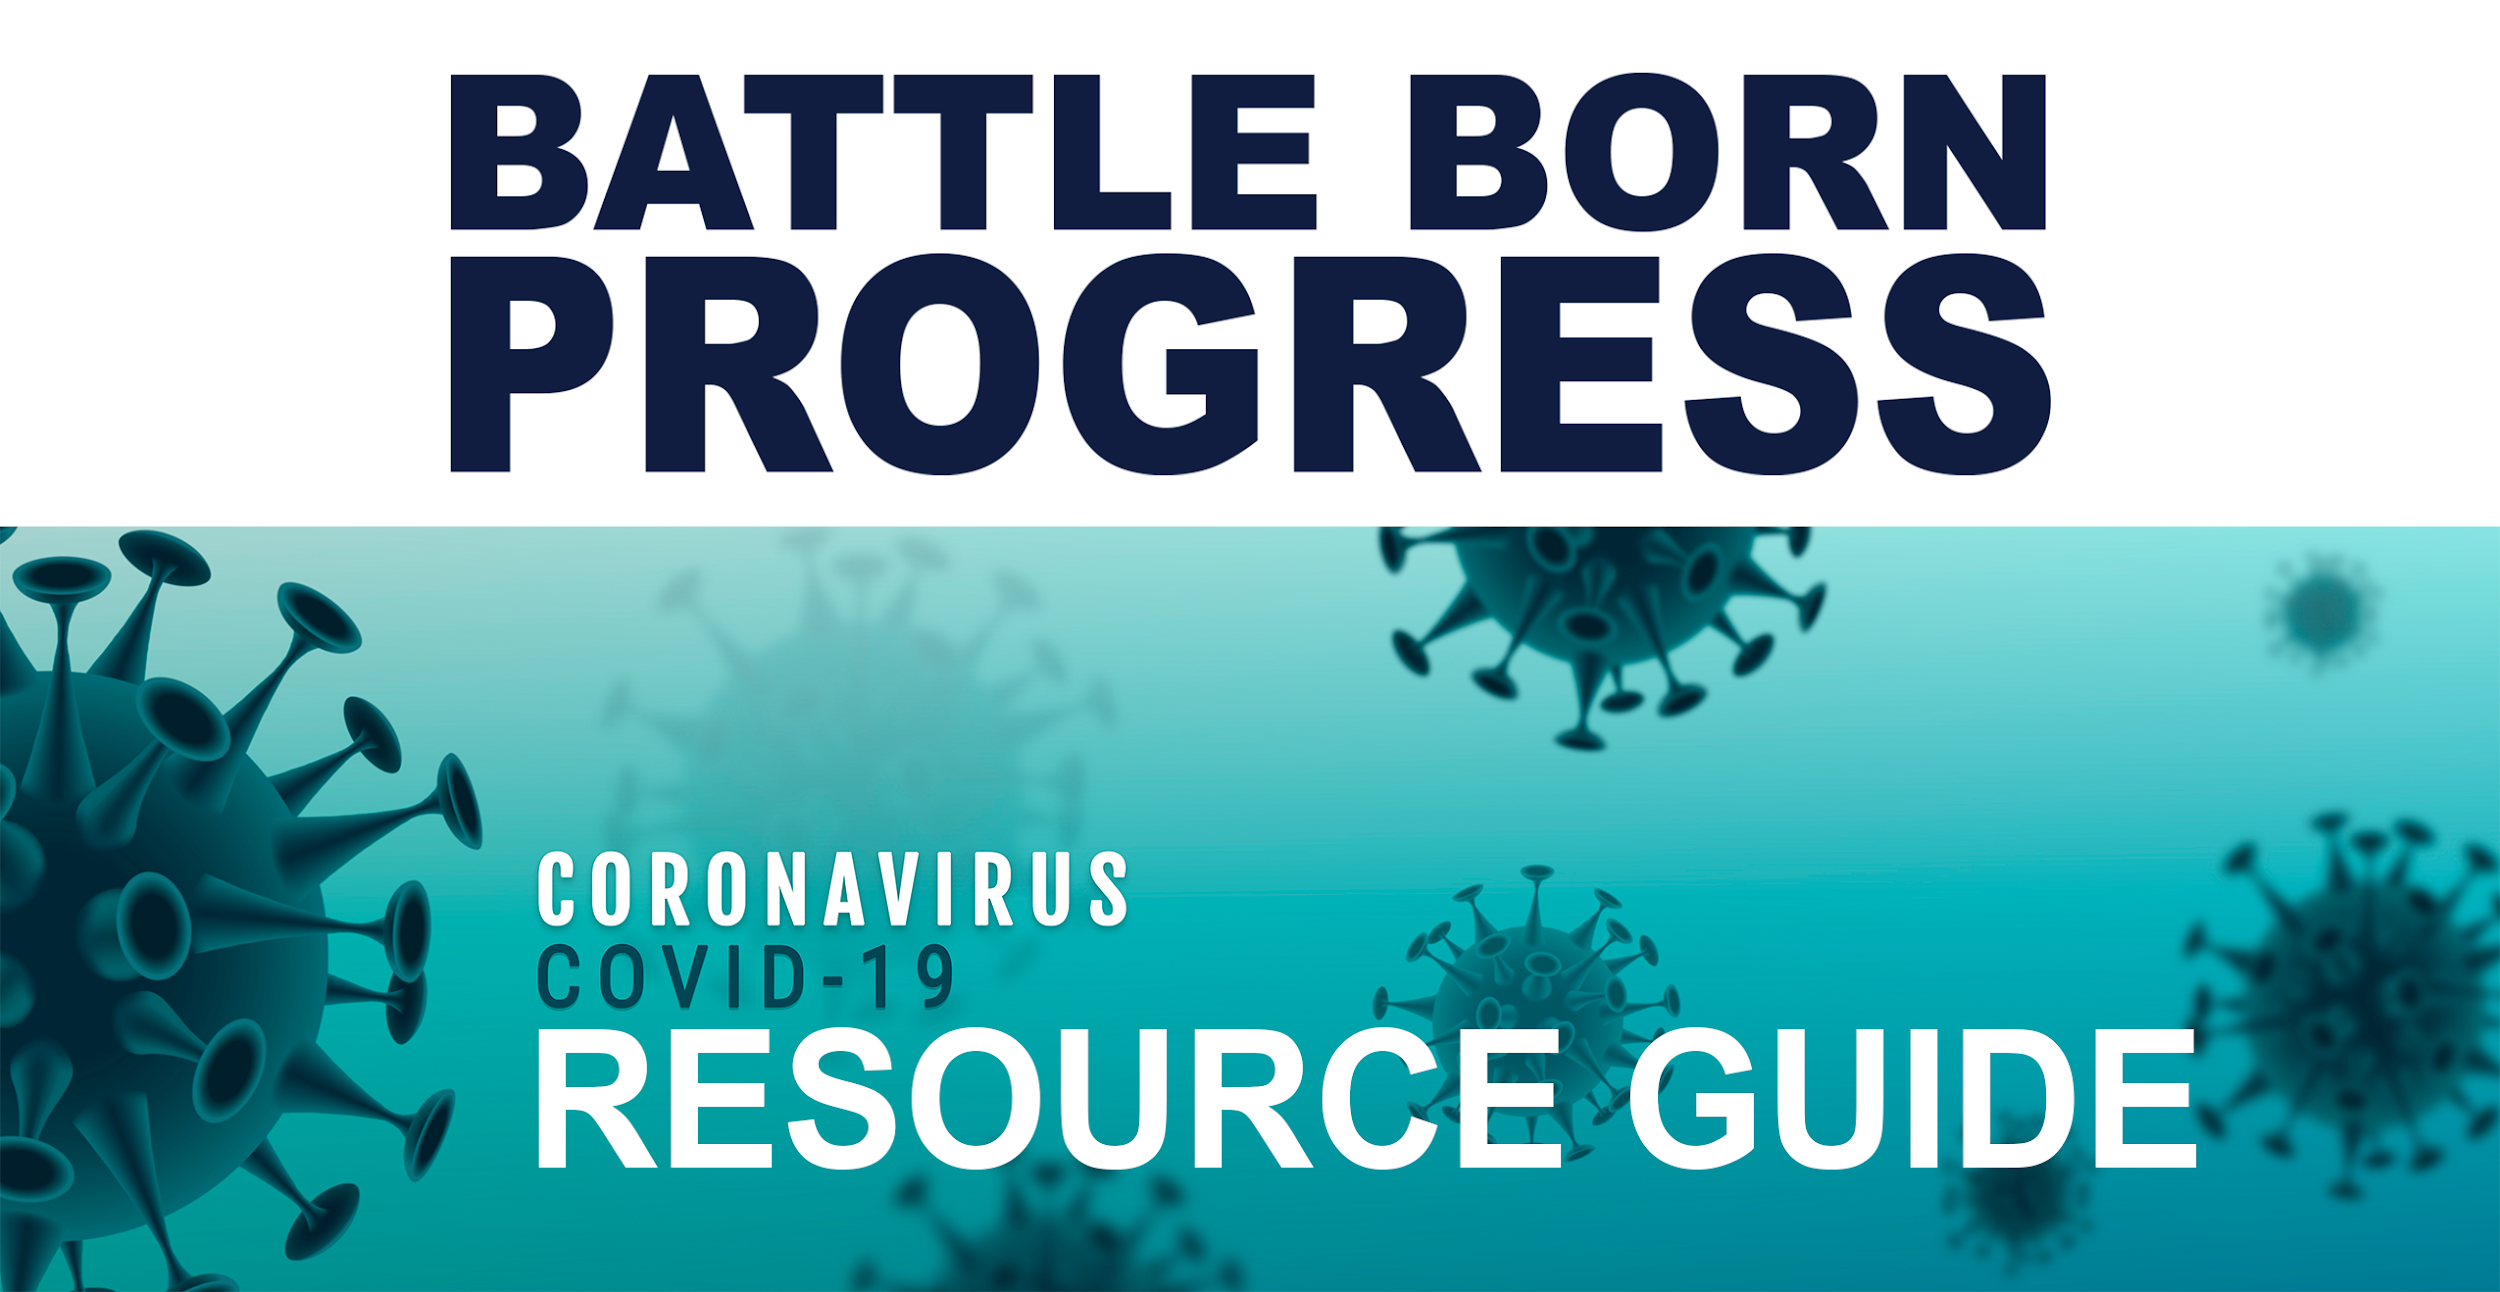 BATTLE BORN
PROGRESS
CORONAVIRUS
COVID-19
RESOURCE GUIDE